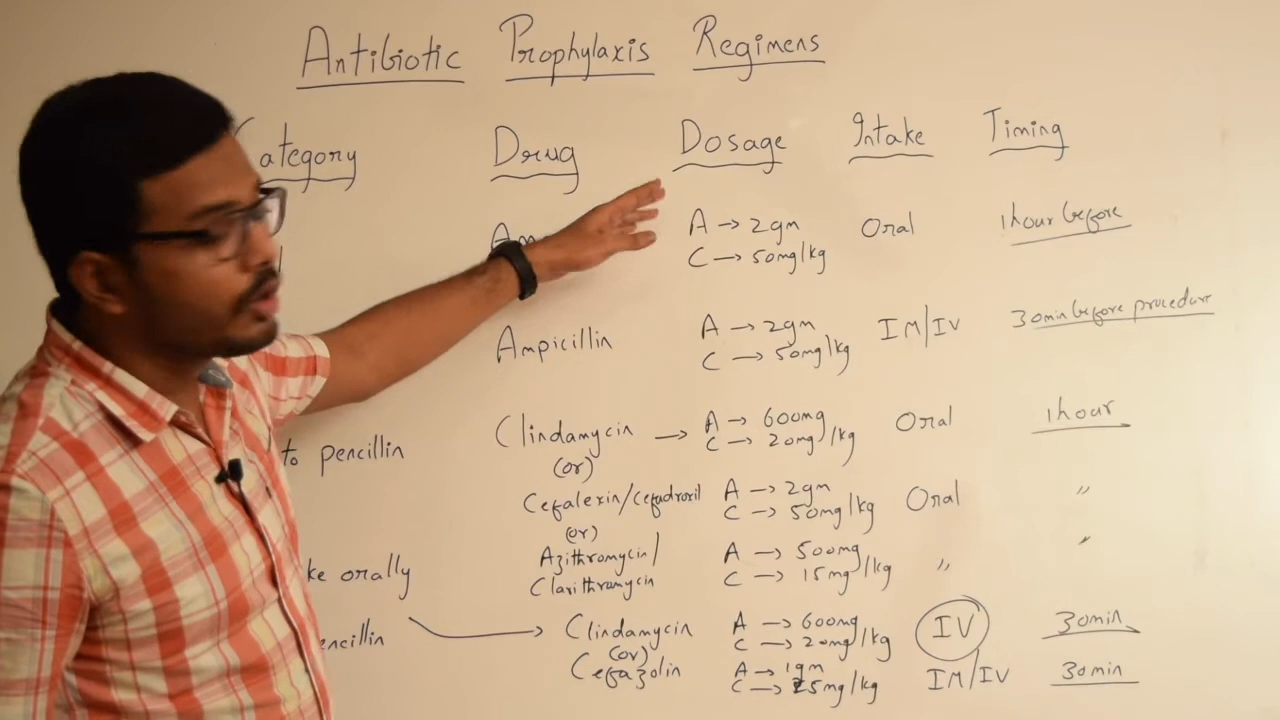 Antibiotic Prophylaxis Regimens
Category Drug Dosage Intake Timing
A → 2gm Oral 1hour before
C → 50mg/kg
Ampicillin A → 2gm IM/IV 30min before procedure
C → 50mg/kg
to pencillin Clindamycin → A → 600mg Oral 1hour
C → 20mg/kg
(or)
Cefalexin/Cefadroxil A → 2gm Oral "
C → 50mg/kg
(or)
Azithromycin/ A → 500mg " "
Clarithramycin C → 15mg/kg
ke orally
encillin → Clindamycin A → 600mg IV 30min
C → 20mg/kg
(or)
Cefazolin A → 1gm IM/IV 30min
C → 25mg/kg